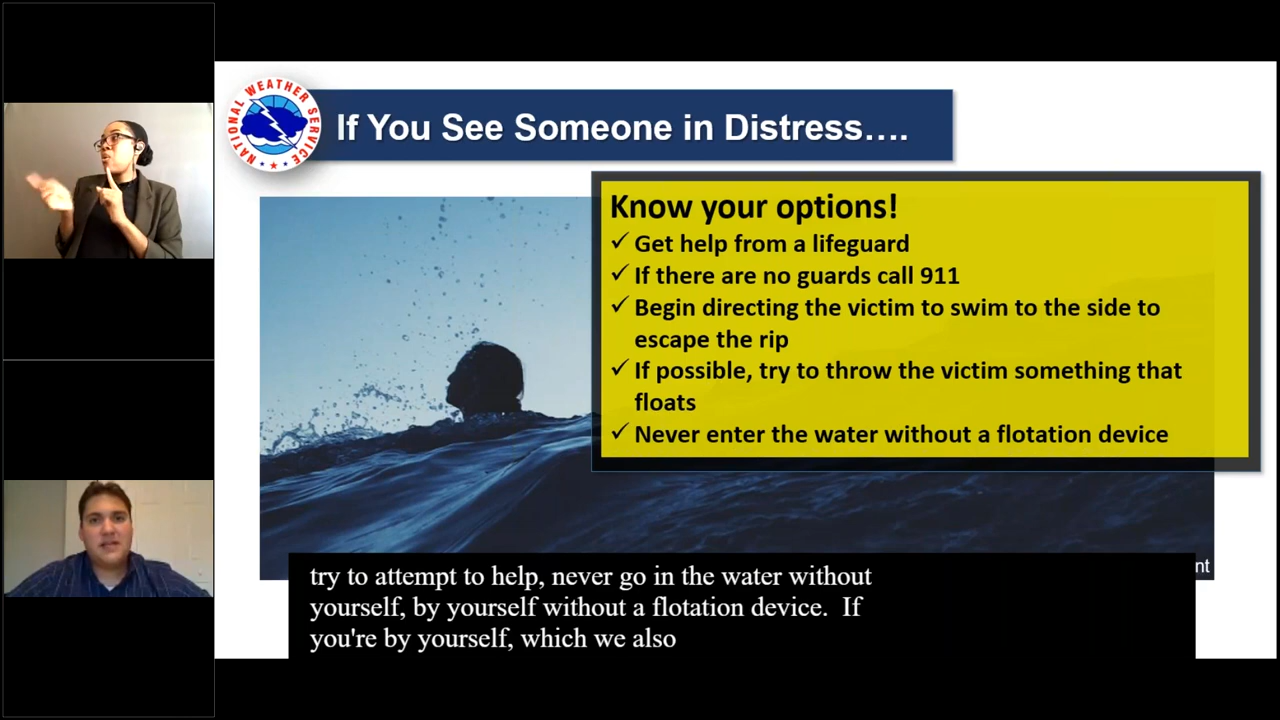 NATIONAL WEATHER SERVICE
If You See Someone in Distress….
Know your options!
✓ Get help from a lifeguard
✓ If there are no guards call 911
✓ Begin directing the victim to swim to the side to
escape the rip
✓ If possible, try to throw the victim something that
floats
✓ Never enter the water without a flotation device
nt
try to attempt to help, never go in the water without
yourself, by yourself without a flotation device.  If
you're by yourself, which we also